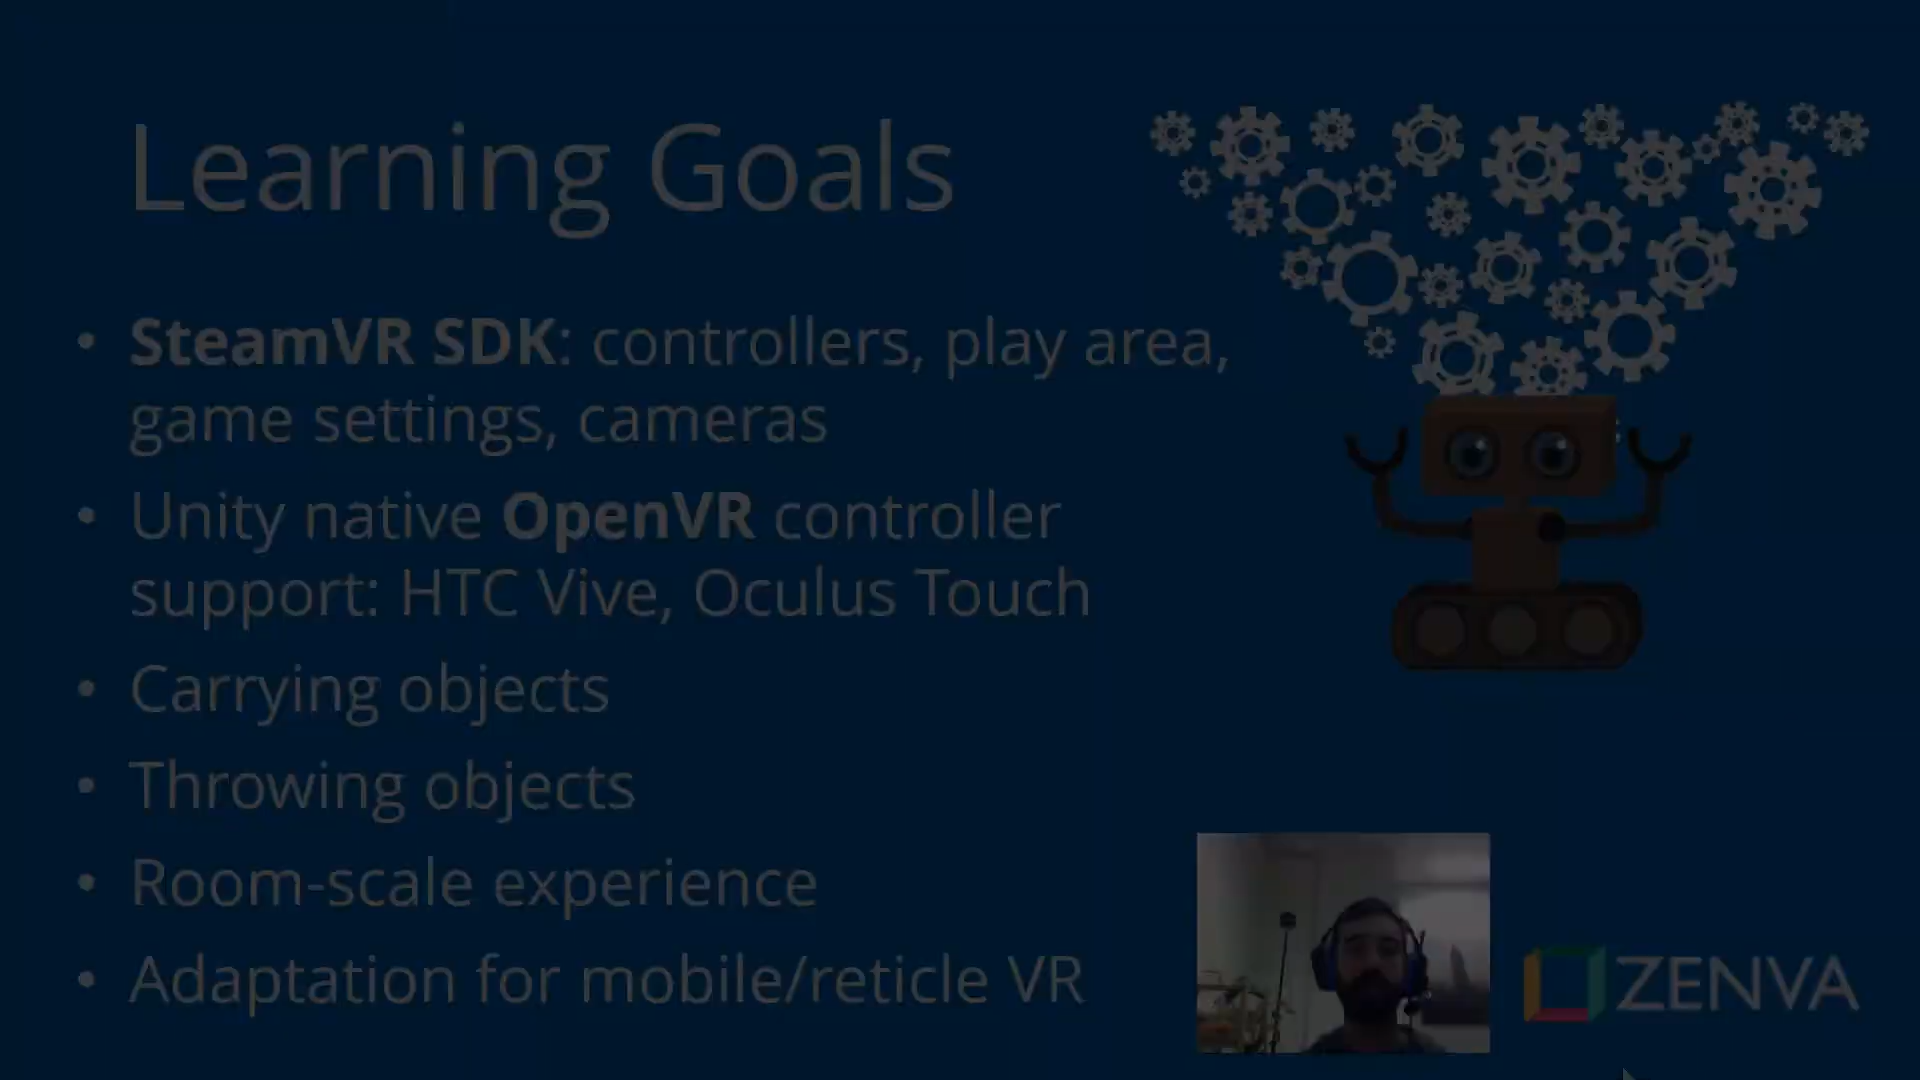 Learning Goals
• SteamVR SDK: controllers, play area,
game settings, cameras
• Unity native OpenVR controller
support: HTC Vive, Oculus Touch
• Carrying objects
• Throwing objects
• Room-scale experience
• Adaptation for mobile/reticle VR
ZENVA